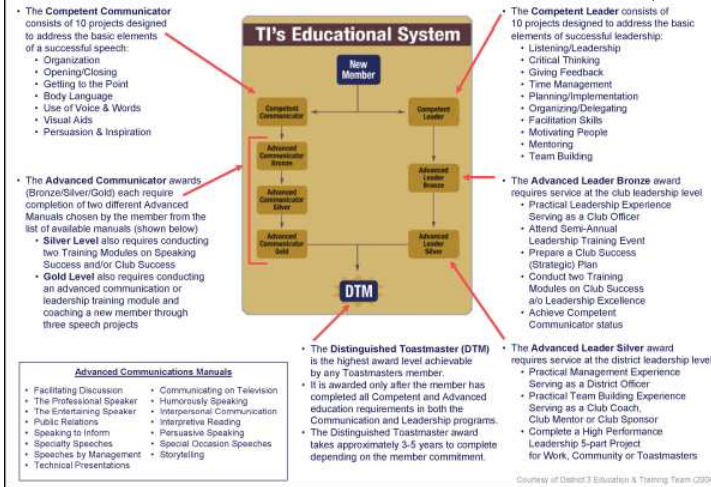 • The Competent Communicator
consists of 10 projects designed
to address the basic elements
of a successful speech:
• Organization
• Opening/Closing
• Getting to the Point
• Body Language
• Use of Voice & Words
• Visual Aids
• Persuasion & Inspiration
• The Advanced Communicator awards
(Bronze/Silver/Gold) each require
completion of two different Advanced
Manuals chosen by the member from the
list of available manuals (shown below)
• Silver Level also requires conducting
two Training Modules on Speaking
Success and/or Club Success
• Gold Level also requires conducting
an advanced communication or
leadership training module and
coaching a new member through
three speech projects
TI's Educational System
New
Member
Competent
Communicator
Competent
Leader
Advanced
Communicator
Bronze
Advanced
Communicator
Silver
Advanced
Leader
Bronze
Advanced
Communicator
Gold
Advanced
Leader
Silver
DTM
• The Competent Leader consists of
10 projects designed to address the basic
elements of successful leadership:
• Listening/Leadership
• Critical Thinking
• Giving Feedback
• Time Management
• Planning/Implementation
• Organizing/Delegating
• Facilitation Skills
• Motivating People
• Mentoring
• Team Building
• The Advanced Leader Bronze award
requires service at the club leadership level
• Practical Leadership Experience
Serving as a Club Officer
• Attend Semi-Annual
Leadership Training Event
• Prepare a Club Success
(Strategic) Plan
• Conduct two Training
Modules on Club Success
a/o Leadership Excellence
• Achieve Competent
Communicator status
• The Advanced Leader Silver award
requires service at the district leadership level
• Practical Management Experience
Serving as a District Officer
• Practical Team Building Experience
Serving as a Club Coach,
Club Mentor or Club Sponsor
• Complete a High Performance
Leadership 5-part Project
for Work, Community or Toastmasters
• The Distinguished Toastmaster (DTM)
is the highest award level achievable
by any Toastmasters member.
• It is awarded only after the member has
completed all Competent and Advanced
education requirements in both the
Communication and Leadership programs.
• The Distinguished Toastmaster award
takes approximately 3-5 years to complete
depending on the member commitment.
Advanced Communications Manuals
• Facilitating Discussion
• The Professional Speaker
• The Entertaining Speaker
• Public Relations
• Speaking to Inform
• Specialty Speeches
• Speeches by Management
• Technical Presentations
• Communicating on Television
• Humorously Speaking
• Interpersonal Communication
• Interpretive Reading
• Persuasive Speaking
• Special Occasion Speeches
• Storytelling
Courtesy of District 3 Education & Training Team